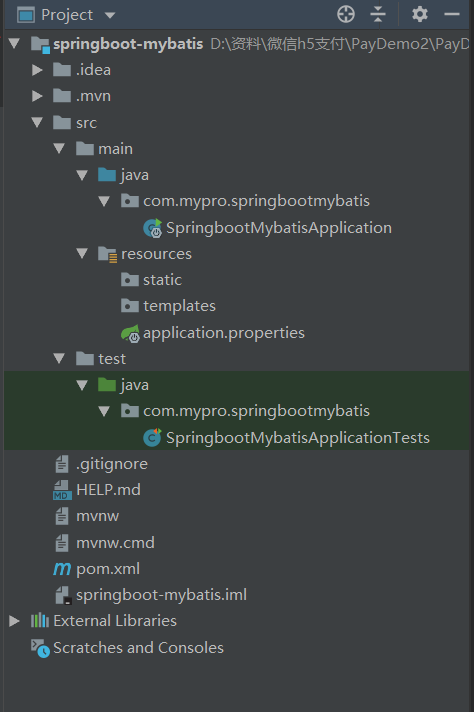 Project
springboot-mybatis D:\资料\微信h5支付\PayDemo2\PayD
.idea
.mvn
src
main
java
com.mypro.springbootmybatis
SpringbootMybatisApplication
resources
static
templates
application.properties
test
java
com.mypro.springbootmybatis
SpringbootMybatisApplicationTests
.gitignore
HELP.md
mvnw
mvnw.cmd
pom.xml
springboot-mybatis.iml
External Libraries
Scratches and Consoles